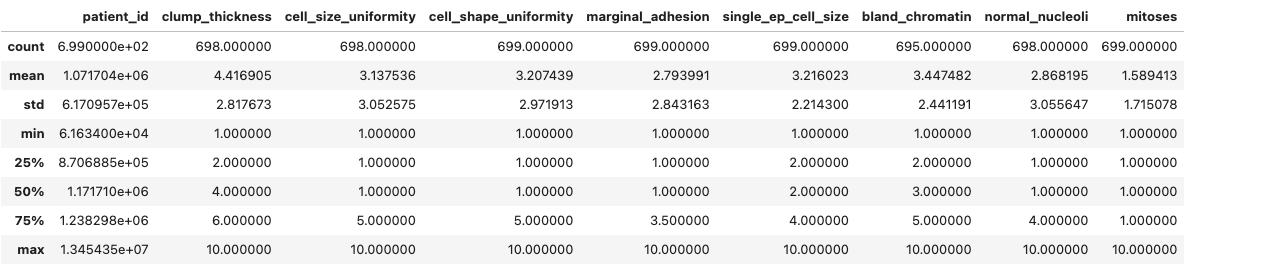 patient_id clump_thickness cell_size_uniformity cell_shape_uniformity marginal_adhesion single_ep_cell_size bland_chromatin normal_nucleoli mitoses
count 6.990000e+02 698.000000 698.000000 699.000000 699.000000 699.000000 695.000000 698.000000 699.000000
mean 1.071704e+06 4.416905 3.137536 3.207439 2.793991 3.216023 3.447482 2.868195 1.589413
std 6.170957e+05 2.817673 3.052575 2.971913 2.843163 2.214300 2.441191 3.055647 1.715078
min 6.163400e+04 1.000000 1.000000 1.000000 1.000000 1.000000 1.000000 1.000000 1.000000
25% 8.706885e+05 2.000000 1.000000 1.000000 1.000000 2.000000 2.000000 1.000000 1.000000
50% 1.171710e+06 4.000000 1.000000 1.000000 1.000000 2.000000 3.000000 1.000000 1.000000
75% 1.238298e+06 6.000000 5.000000 5.000000 3.500000 4.000000 5.000000 4.000000 1.000000
max 1.345435e+07 10.000000 10.000000 10.000000 10.000000 10.000000 10.000000 10.000000 10.000000